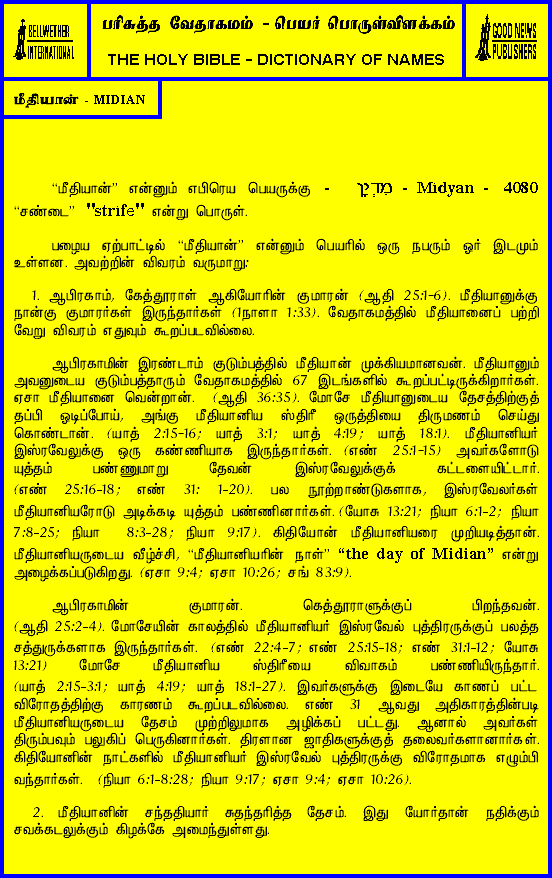 BELLWETHER
INTERNATIONAL
பரிசுத்த வேதாகமம் - பெயர் பொருள்விளக்கம்
THE HOLY BIBLE - DICTIONARY OF NAMES
GOOD NEWS
PUBLISHERS
மீதியான் - MIDIAN
“மீதியான்” என்னும் எபிரெய பெயருக்கு - מִדְיָן - Midyan - 4080
“சண்டை” "strife" என்று பொருள்.
பழைய ஏற்பாட்டில் “மீதியான்” என்னும் பெயரில் ஒரு நபரும் ஓர் இடமும்
உள்ளன. அவற்றின் விவரம் வருமாறு:
1. ஆபிரகாம், கேத்தூராள் ஆகியோரின் குமாரன் (ஆதி 25:1-6). மீதியானுக்கு
நான்கு குமாரர்கள் இருந்தார்கள் (1நாளா 1:33). வேதாகமத்தில் மீதியானைப் பற்றி
வேறு விவரம் எதுவும் கூறப்படவில்லை.
ஆபிரகாமின் இரண்டாம் குடும்பத்தில் மீதியான் முக்கியமானவன். மீதியானும்
அவனுடைய குடும்பத்தாரும் வேதாகமத்தில் 67 இடங்களில் கூறப்பட்டிருக்கிறார்கள்.
ஏசா மீதியானை வென்றான். (ஆதி 36:35). மோசே மீதியானுடைய தேசத்திற்குத்
தப்பி ஓடிப்போய், அங்கு மீதியானிய ஸ்திரீ ஒருத்தியை திருமணம் செய்து
கொண்டான். (யாத் 2:15-16; யாத் 3:1; யாத் 4:19; யாத் 18:1). மீதியானியர்
இஸ்ரவேலுக்கு ஒரு கண்ணியாக இருந்தார்கள். (எண் 25:1-15) அவர்களோடு
யுத்தம் பண்ணுமாறு தேவன் இஸ்ரவேலுக்குக் கட்டளையிட்டார்.
(எண் 25:16-18; எண் 31: 1-20). பல நூற்றாண்டுகளாக, இஸ்ரவேலர்கள்
மீதியானியரோடு அடிக்கடி யுத்தம் பண்ணினார்கள். (யோசு 13:21; நியா 6:1-2; நியா
7:8-25; நியா 8:3-28; நியா 9:17). கிதியோன் மீதியானியரை முறியடித்தான்.
மீதியானியருடைய வீழ்ச்சி, “மீதியானியரின் நாள்” “the day of Midian” என்று
அழைக்கப்படுகிறது. (ஏசா 9:4; ஏசா 10:26; சங் 83:9).
ஆபிரகாமின் குமாரன். கெத்தூராளுக்குப் பிறந்தவன்.
(ஆதி 25:2-4). மோசேயின் காலத்தில் மீதியானியர் இஸ்ரவேல் புத்திரருக்குப் பலத்த
சத்துருக்களாக இருந்தார்கள். (எண் 22:4-7; எண் 25:15-18; எண் 31:1-12; யோசு
13:21) மோசே மீதியானிய ஸ்திரீயை விவாகம் பண்ணியிருந்தார்.
(யாத் 2:15-3:1; யாத் 4:19; யாத் 18:1-27). இவர்களுக்கு இடையே காணப் பட்ட
விரோதத்திற்கு காரணம் கூறப்படவில்லை. எண் 31 ஆவது அதிகாரத்தின்படி
மீதியானியருடைய தேசம் முற்றிலுமாக அழிக்கப் பட்டது. ஆனால் அவர்கள்
திரும்பவும் பலுகிப் பெருகினார்கள். திரளான ஜாதிகளுக்குத் தலைவர்களானார்கள்.
கிதியோனின் நாட்களில் மீதியானியர் இஸ்ரவேல் புத்திரருக்கு விரோதமாக எழும்பி
வந்தார்கள். (நியா 6:1-8:28; நியா 9:17; ஏசா 9:4; ஏசா 10:26).
2. மீதியானின் சந்ததியார் சுதந்தரித்த தேசம். இது யோர்தான் நதிக்கும்
சவக்கடலுக்கும் கிழக்கே அமைந்துள்ளது.